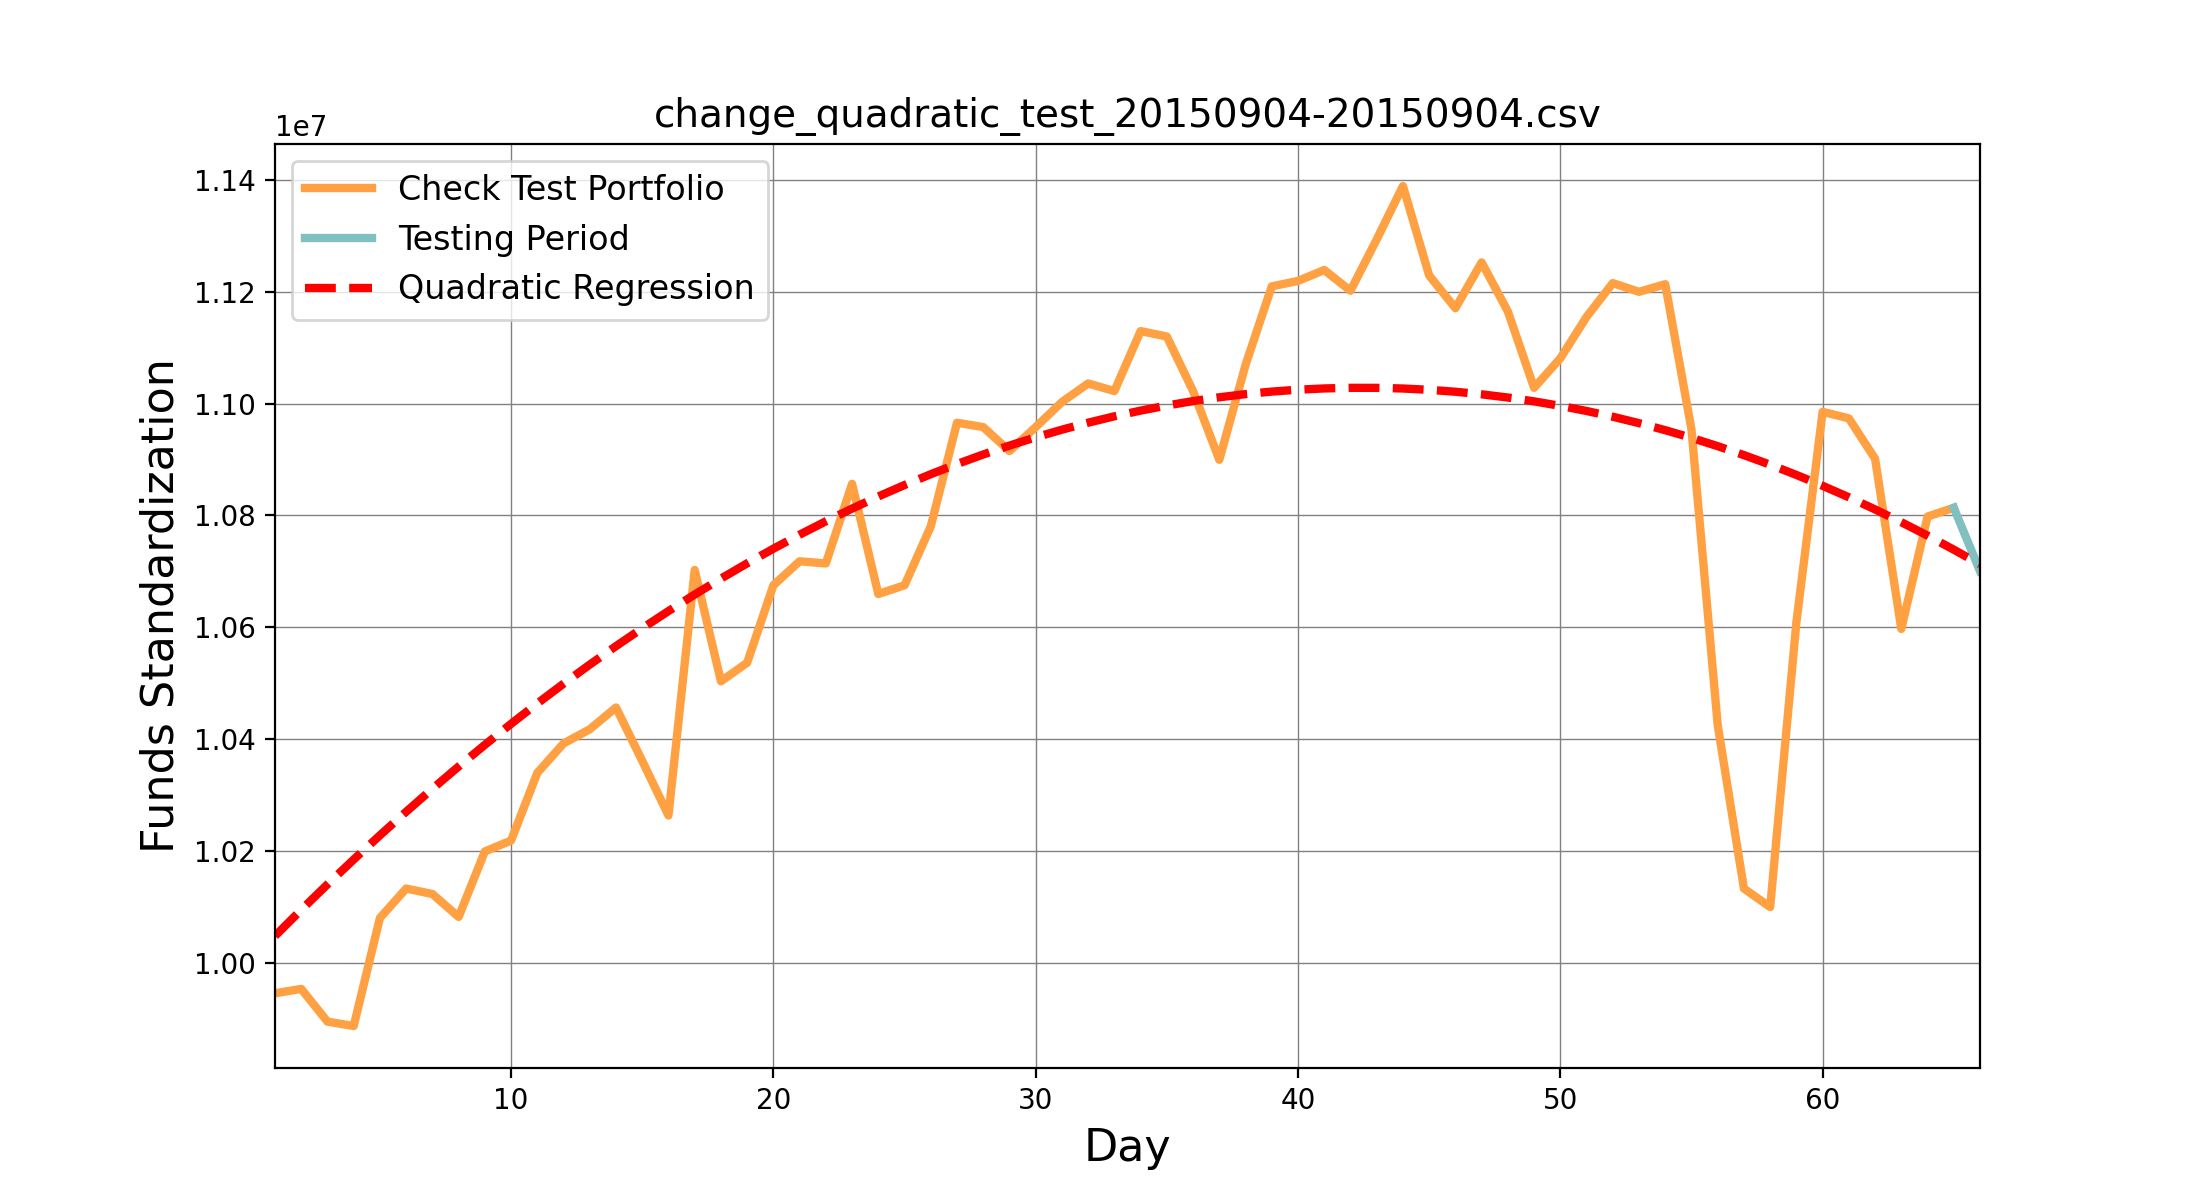 change_quadratic_test_20150904-20150904.csv
1e7
Check Test Portfolio
Testing Period
Quadratic Regression
1.14
1.12
1.10
1.08
1.06
1.04
1.02
1.00
Funds Standardization
10 20 30 40 50 60
Day